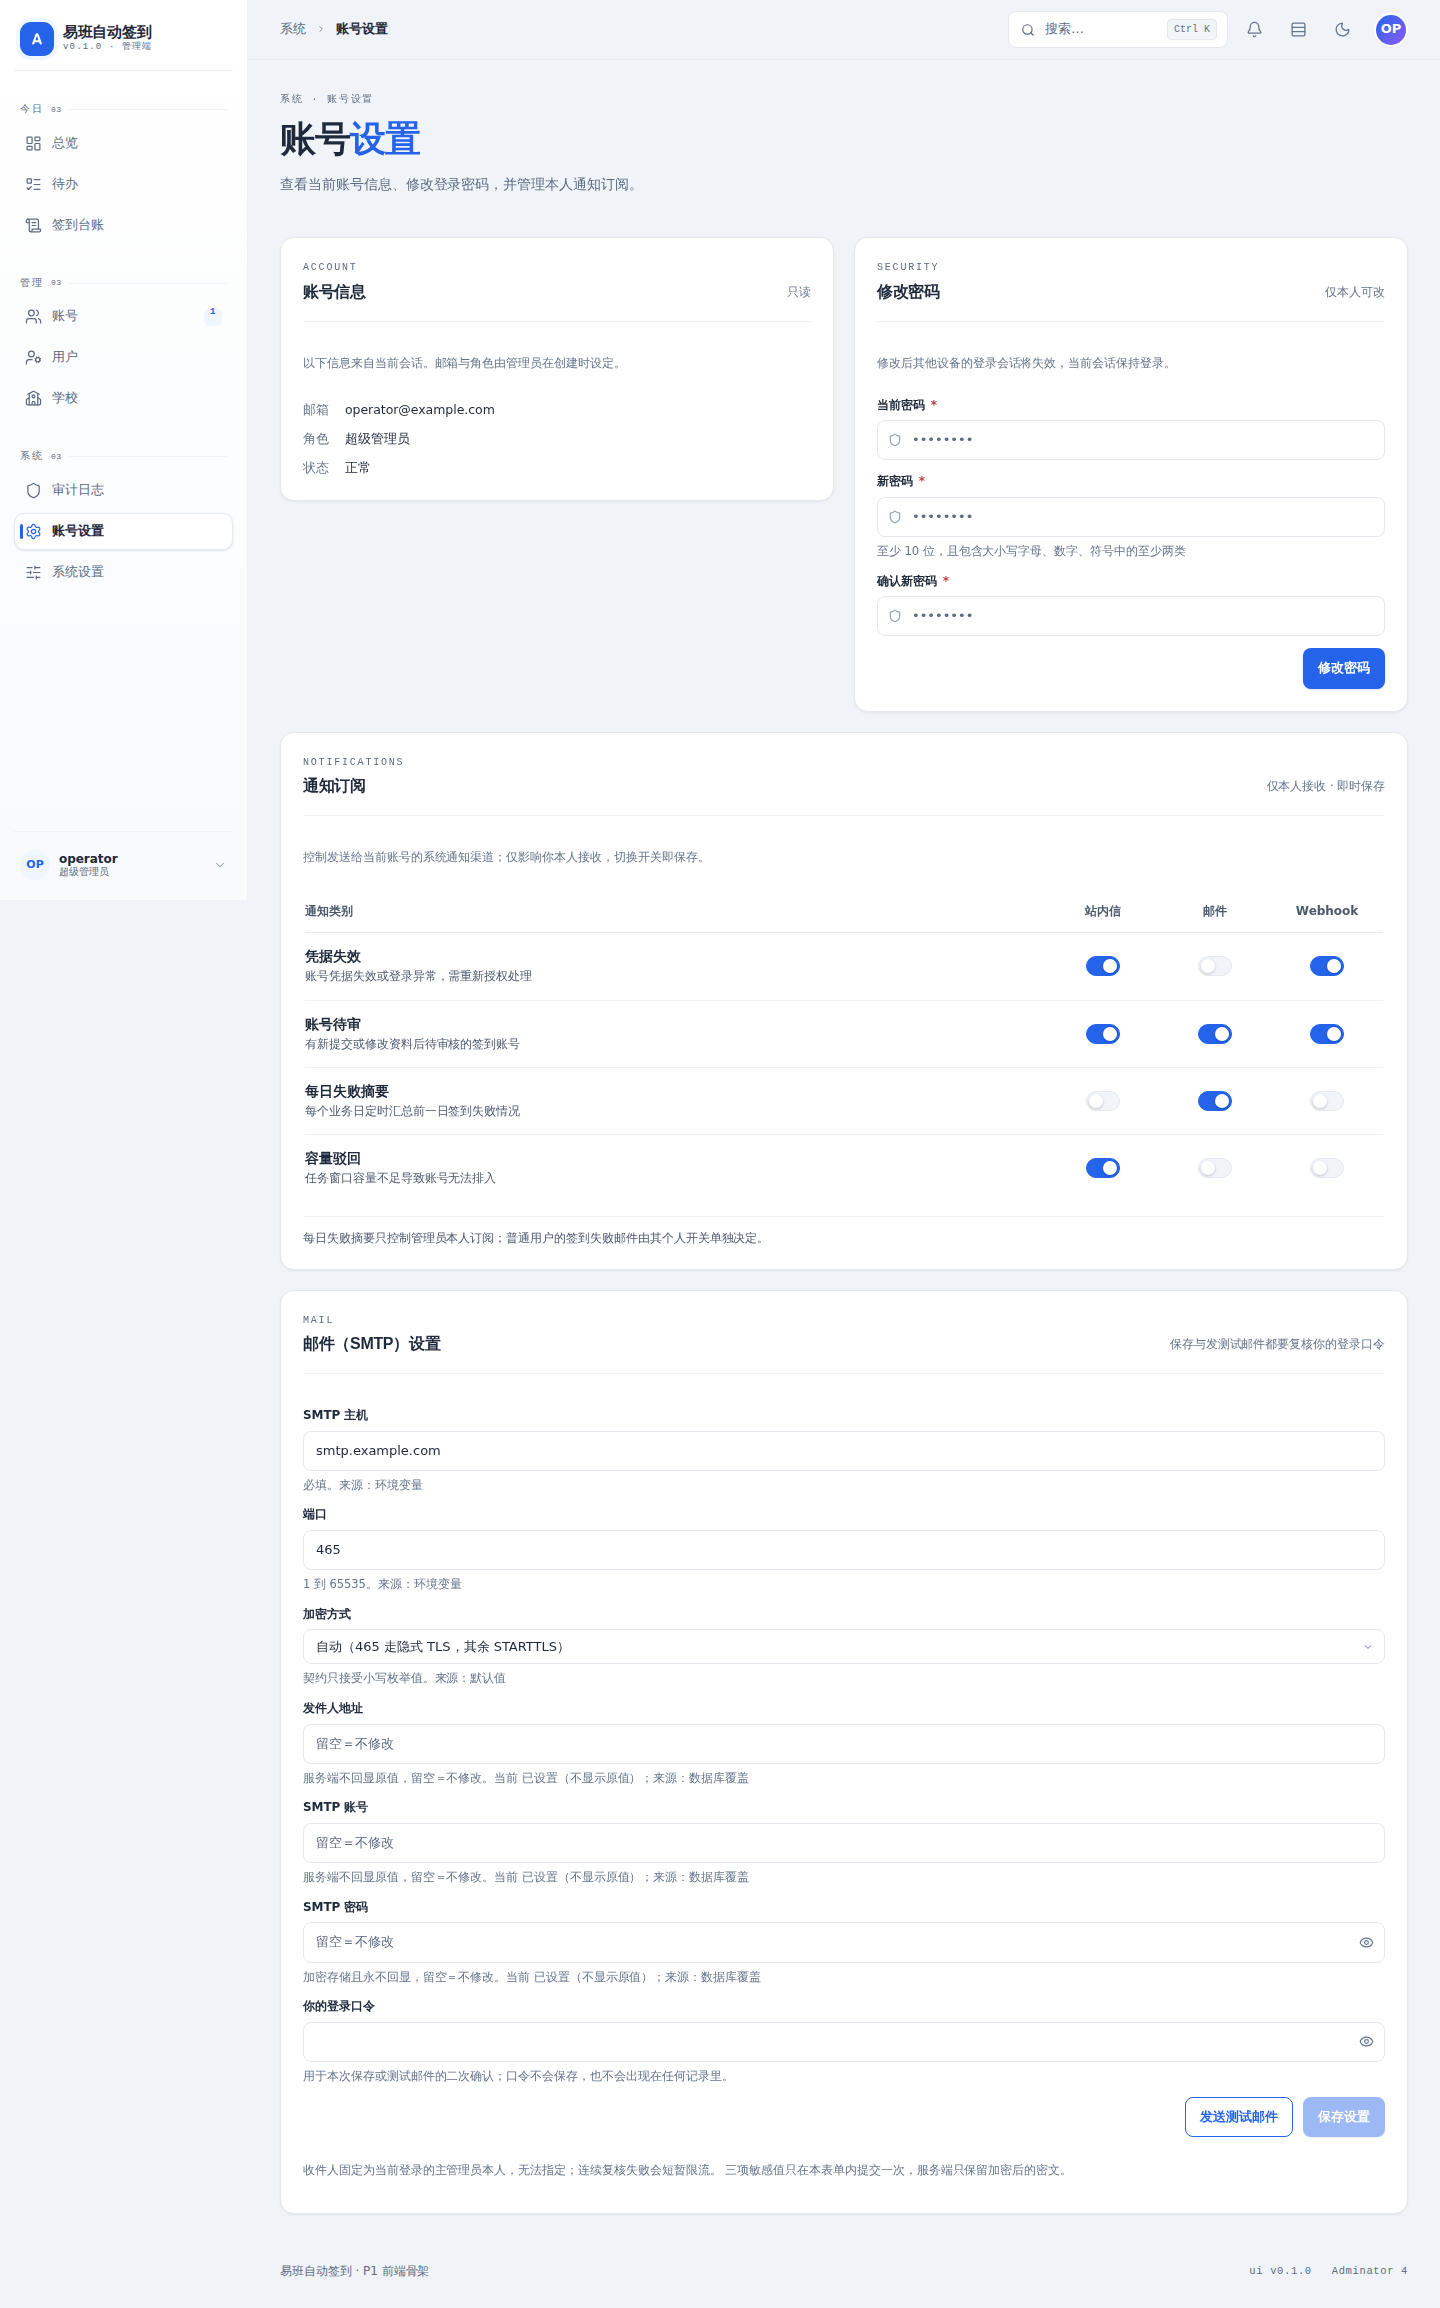 A
易班自动签到
v0.1.0 · 管理端
今日 03
总览
待办
签到台账
管理 03
账号 1
用户
学校
系统 03
审计日志
账号设置
系统设置
OP
operator
超级管理员
系统 › 账号设置
搜索… Ctrl K
OP
系统 · 账号设置
账号设置
查看当前账号信息、修改登录密码，并管理本人通知订阅。
ACCOUNT
账号信息 只读
以下信息来自当前会话。邮箱与角色由管理员在创建时设定。
邮箱 operator@example.com
角色 超级管理员
状态 正常
SECURITY
修改密码 仅本人可改
修改后其他设备的登录会话将失效，当前会话保持登录。
当前密码 *
••••••••
新密码 *
••••••••
至少 10 位，且包含大小写字母、数字、符号中的至少两类
确认新密码 *
••••••••
修改密码
NOTIFICATIONS
通知订阅 仅本人接收 · 即时保存
控制发送给当前账号的系统通知渠道；仅影响你本人接收，切换开关即保存。
通知类别 站内信 邮件 Webhook
凭据失效
账号凭据失效或登录异常，需重新授权处理
账号待审
有新提交或修改资料后待审核的签到账号
每日失败摘要
每个业务日定时汇总前一日签到失败情况
容量驳回
任务窗口容量不足导致账号无法排入
每日失败摘要只控制管理员本人订阅；普通用户的签到失败邮件由其个人开关单独决定。
MAIL
邮件（SMTP）设置 保存与发测试邮件都要复核你的登录口令
SMTP 主机
smtp.example.com
必填。来源：环境变量
端口
465
1 到 65535。来源：环境变量
加密方式
自动（465 走隐式 TLS，其余 STARTTLS）
契约只接受小写枚举值。来源：默认值
发件人地址
留空＝不修改
服务端不回显原值，留空＝不修改。当前 已设置（不显示原值）；来源：数据库覆盖
SMTP 账号
留空＝不修改
服务端不回显原值，留空＝不修改。当前 已设置（不显示原值）；来源：数据库覆盖
SMTP 密码
留空＝不修改
加密存储且永不回显，留空＝不修改。当前 已设置（不显示原值）；来源：数据库覆盖
你的登录口令
用于本次保存或测试邮件的二次确认；口令不会保存，也不会出现在任何记录里。
发送测试邮件 保存设置
收件人固定为当前登录的主管理员本人，无法指定；连续复核失败会短暂限流。 三项敏感值只在本表单内提交一次，服务端只保留加密后的密文。
易班自动签到 · P1 前端骨架 ui v0.1.0 Adminator 4